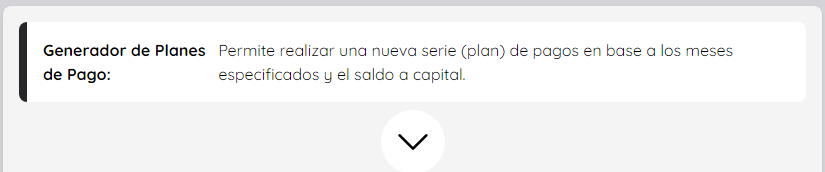 Generador de Planes de Pago:
Permite realizar una nueva serie (plan) de pagos en base a los meses
especificados y el saldo a capital.